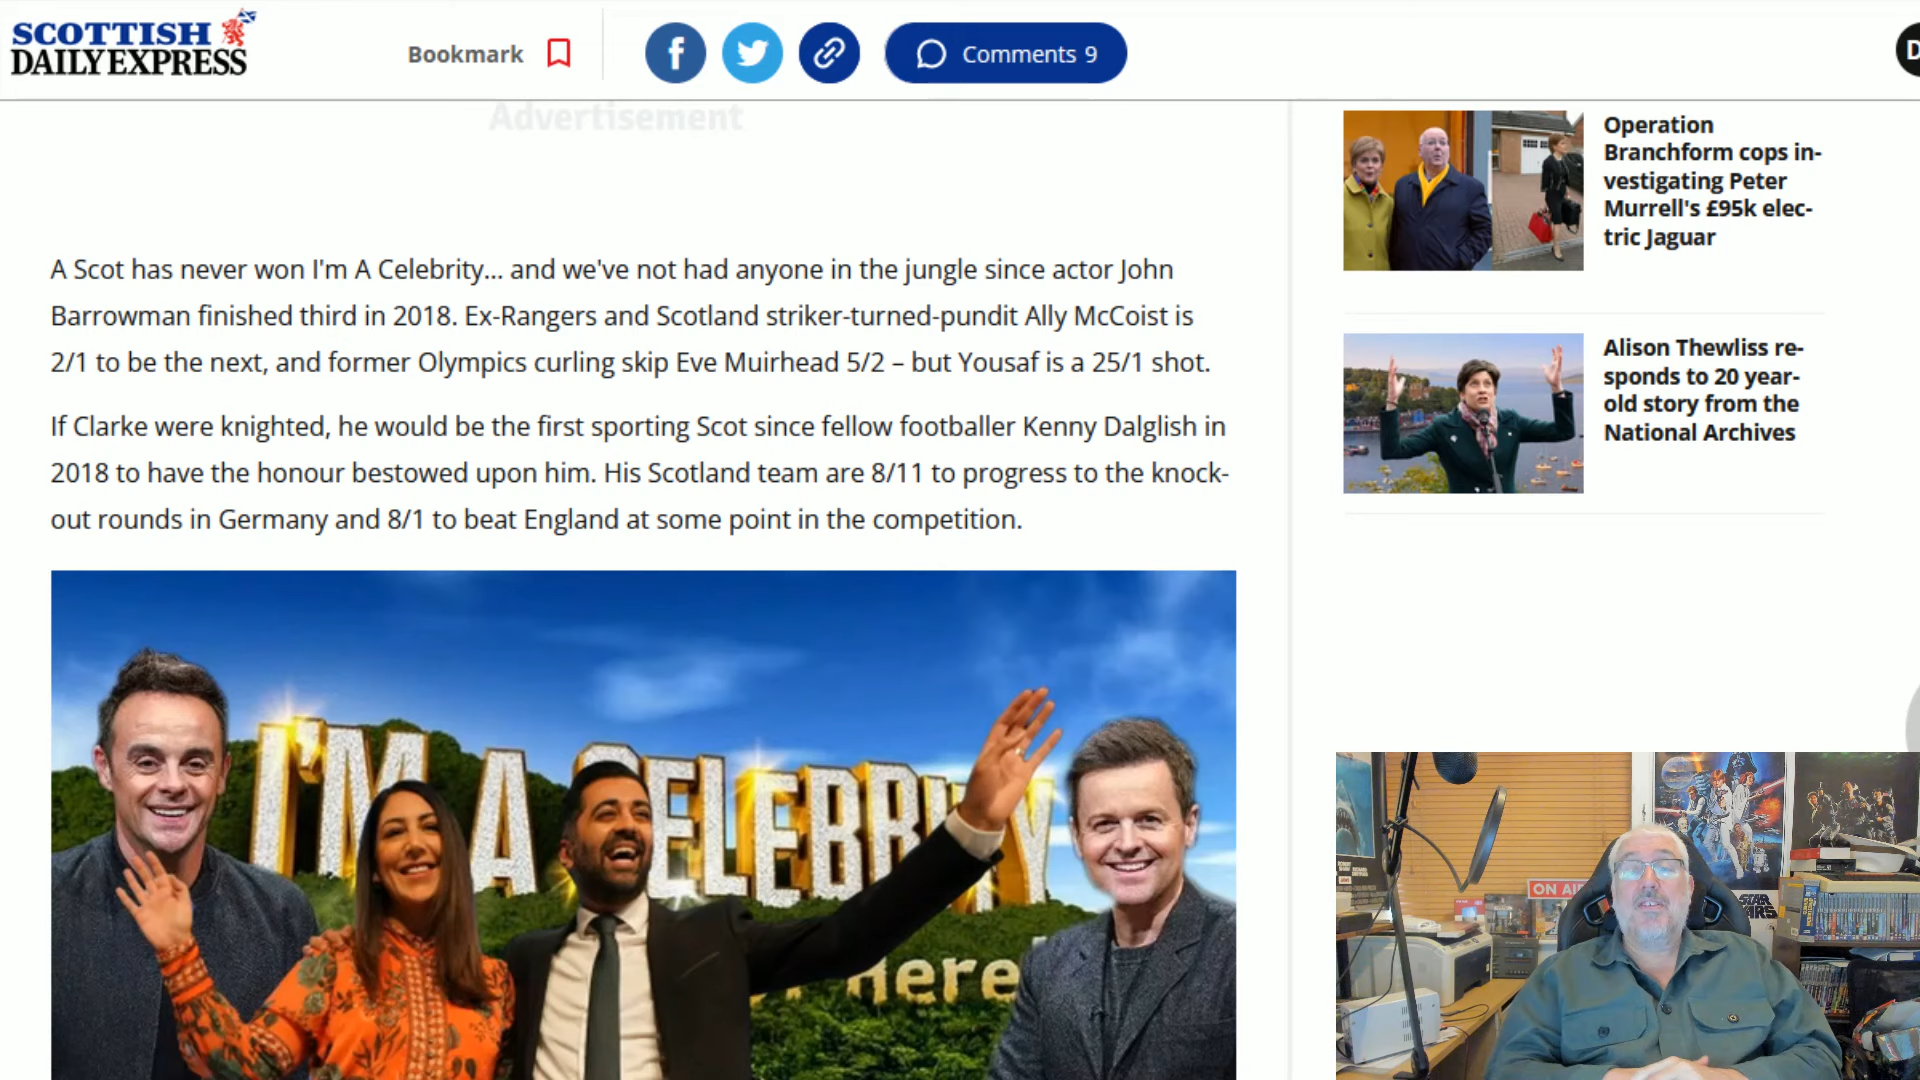 SCOTTISH
DAILY EXPRESS
Bookmark
Comments 9
D
Advertisement
A Scot has never won I'm A Celebrity... and we've not had anyone in the jungle since actor John
Barrowman finished third in 2018. Ex-Rangers and Scotland striker-turned-pundit Ally McCoist is
2/1 to be the next, and former Olympics curling skip Eve Muirhead 5/2 – but Yousaf is a 25/1 shot.
If Clarke were knighted, he would be the first sporting Scot since fellow footballer Kenny Dalglish in
2018 to have the honour bestowed upon him. His Scotland team are 8/11 to progress to the knock-
out rounds in Germany and 8/1 to beat England at some point in the competition.
I'M A CELEBRITY
Here
Operation
Branchform cops in-
vestigating Peter
Murrell's £95k elec-
tric Jaguar
Alison Thewliss re-
sponds to 20 year-
old story from the
National Archives
ON AI
STAR
WARS